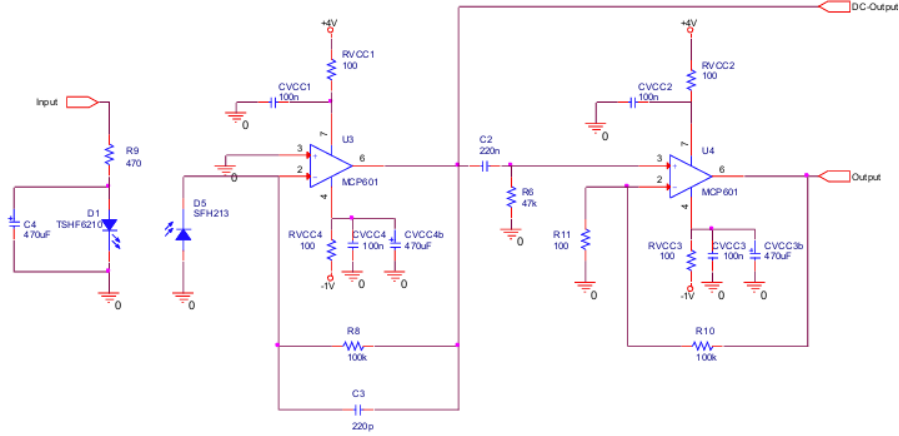 DC-Output
+4V
RVCC1
100
CVCC1
100n
0
Input
R9
470
C4
470uF
D1
TSHF6210
0
D5
SFH213
0
0
3
2
7
6
4
U3
MCP601
RVCC4
100
-1V
CVCC4
100n
0
CVCC4b
470uF
0
R8
100k
C3
220p
C2
220n
R6
47k
0
+4V
RVCC2
100
CVCC2
100n
0
3
2
7
6
4
U4
MCP601
Output
R11
100
0
RVCC3
100
-1V
CVCC3
100n
0
CVCC3b
470uF
0
R10
100k